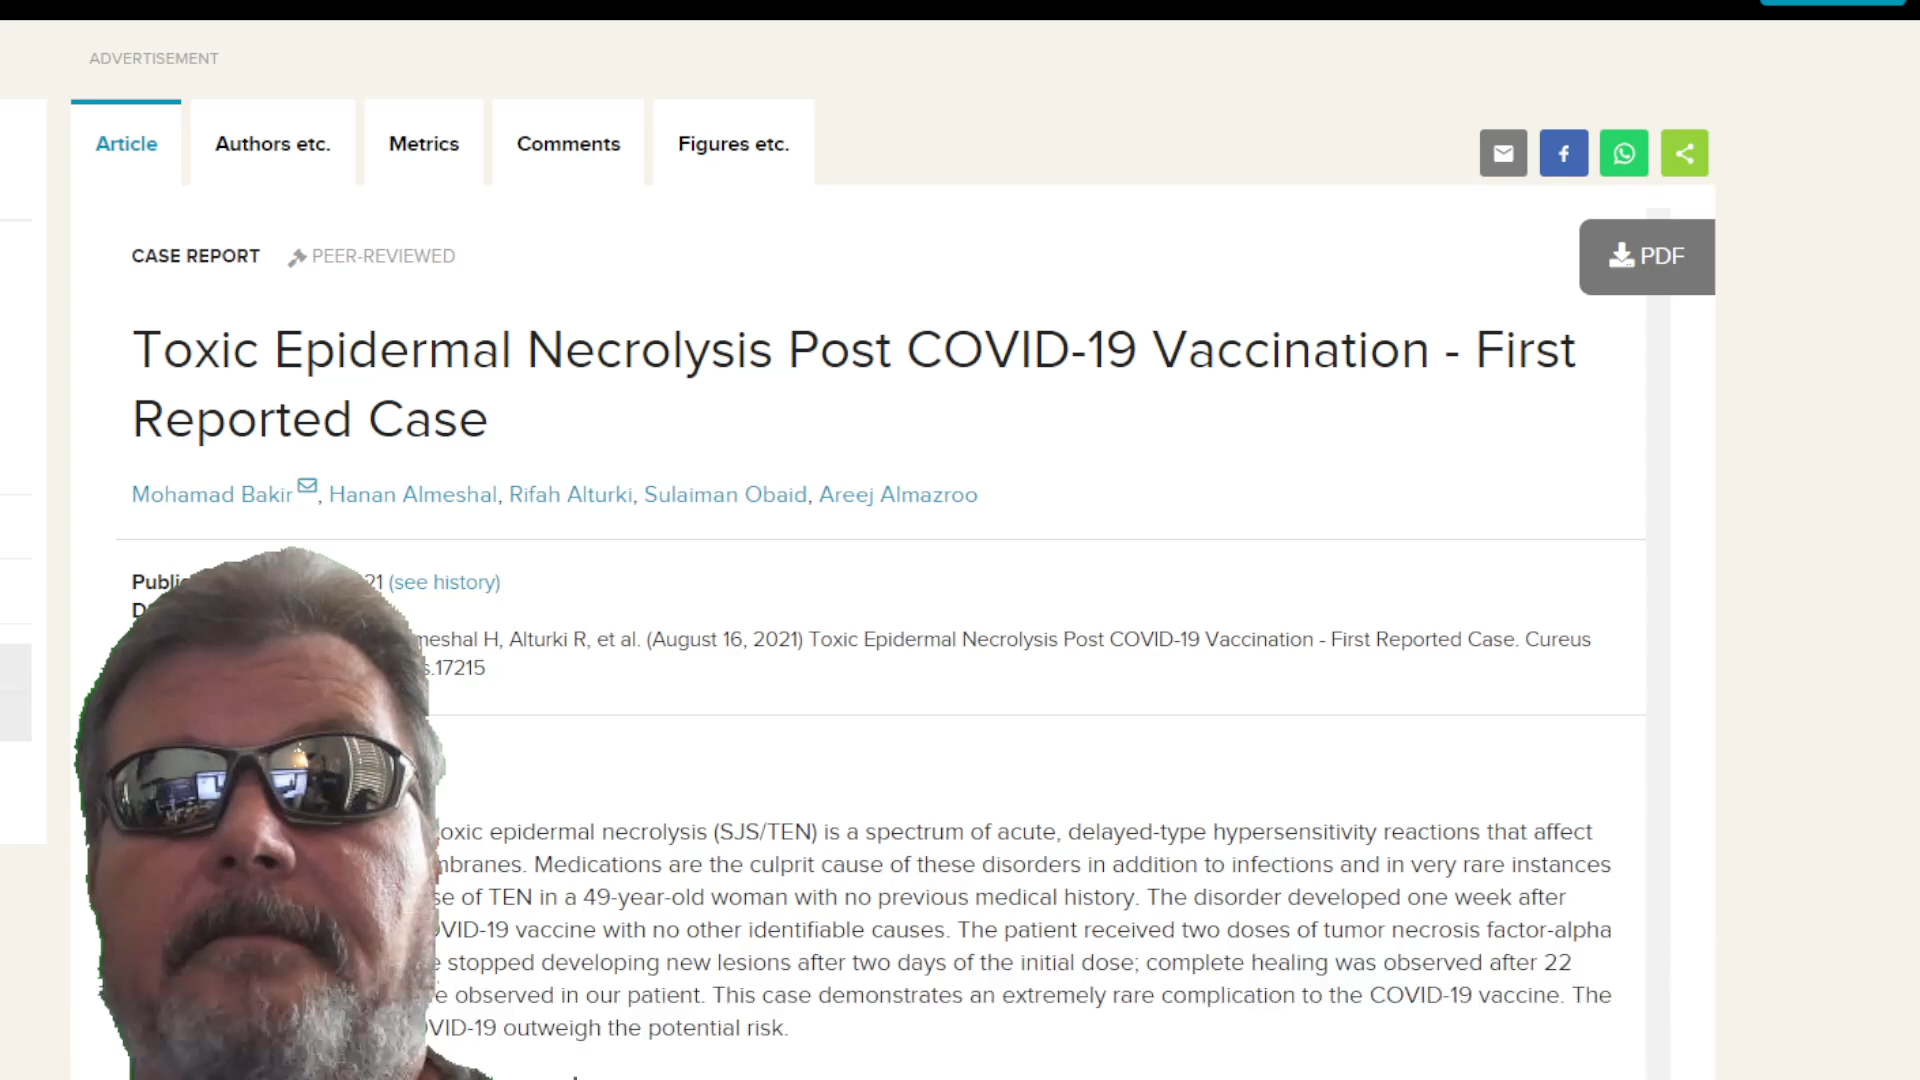 ADVERTISEMENT
Article Authors etc. Metrics Comments Figures etc.
CASE REPORT PEER-REVIEWED
PDF
Toxic Epidermal Necrolysis Post COVID-19 Vaccination - First
Reported Case
Mohamad Bakir, Hanan Almeshal, Rifah Alturki, Sulaiman Obaid, Areej Almazroo
21 (see history)
H, Alturki R, et al. (August 16, 2021) Toxic Epidermal Necrolysis Post COVID-19 Vaccination - First Reported Case. Cureus
.17215
epidermal necrolysis (SJS/TEN) is a spectrum of acute, delayed-type hypersensitivity reactions that affect
Medications are the culprit cause of these disorders in addition to infections and in very rare instances
of TEN in a 49-year-old woman with no previous medical history. The disorder developed one week after
vaccine with no other identifiable causes. The patient received two doses of tumor necrosis factor-alpha
stopped developing new lesions after two days of the initial dose; complete healing was observed after 22
observed in our patient. This case demonstrates an extremely rare complication to the COVID-19 vaccine. The
outweigh the potential risk.